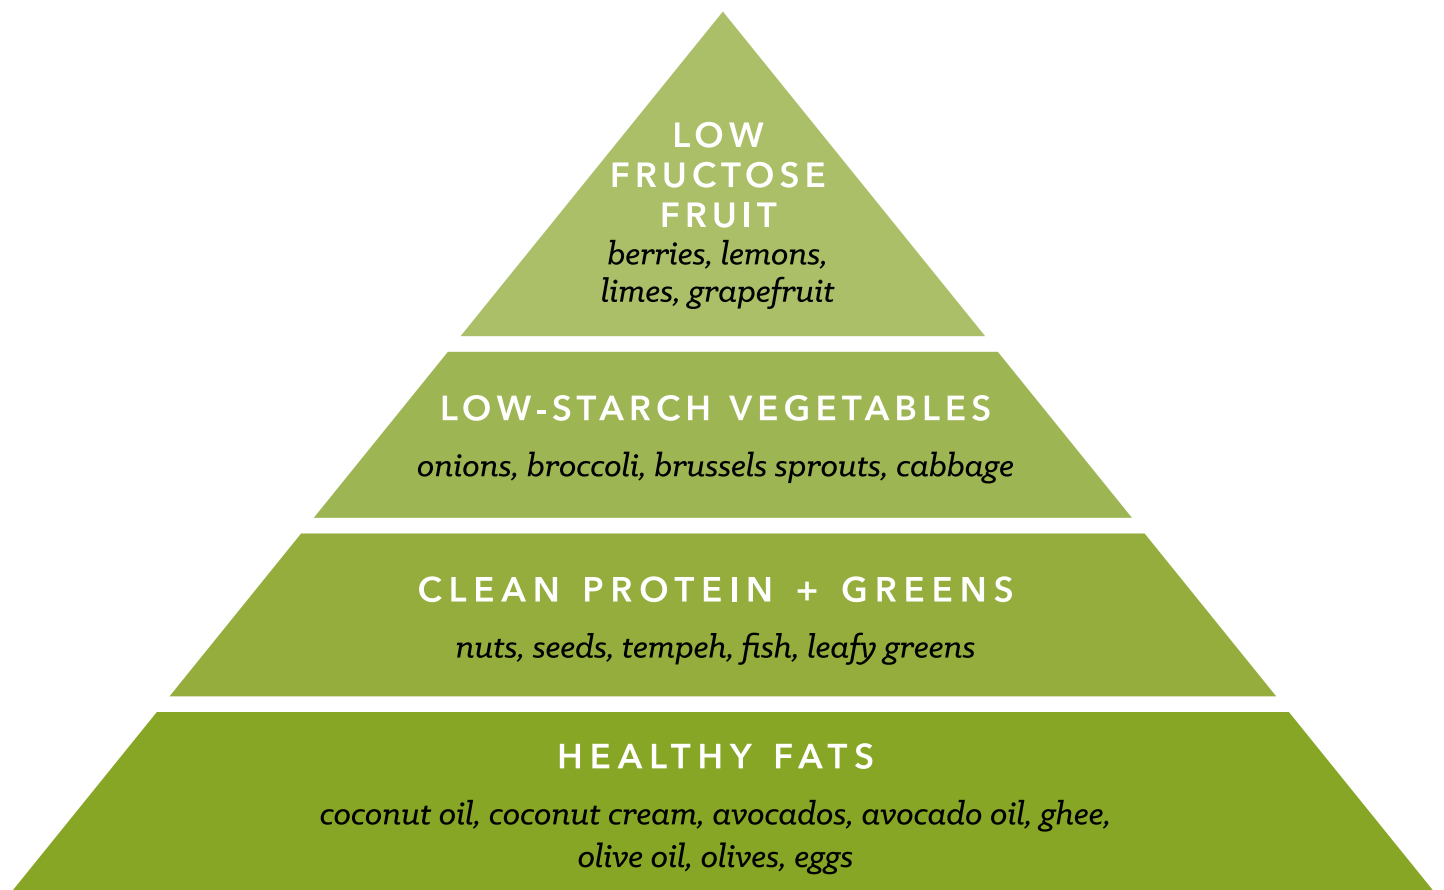 LOW
FRUCTOSE
FRUIT
berries, lemons,
limes, grapefruit
LOW-STARCH VEGETABLES
onions, broccoli, brussels sprouts, cabbage
CLEAN PROTEIN + GREENS
nuts, seeds, tempeh, fish, leafy greens
HEALTHY FATS
coconut oil, coconut cream, avocados, avocado oil, ghee,
olive oil, olives, eggs